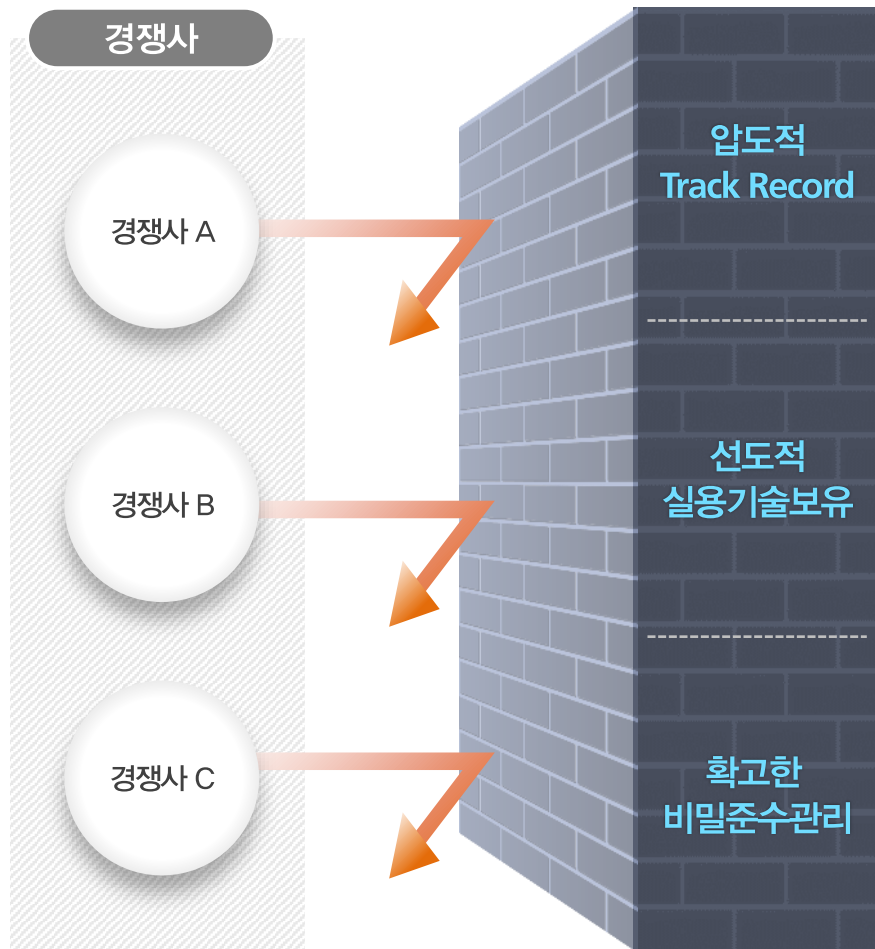 경쟁사
경쟁사 A
경쟁사 B
경쟁사 C
압도적
Track Record
선도적
실용기술보유
확고한
비밀준수관리